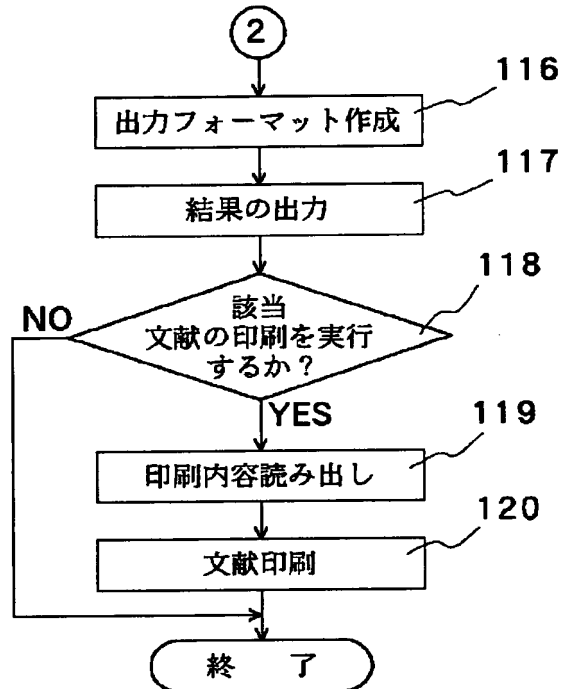 2
116
出力フォーマット作成
117
結果の出力
118
該当
文献の印刷を実行
するか？
NO
YES
119
印刷内容読み出し
120
文献印刷
終 了